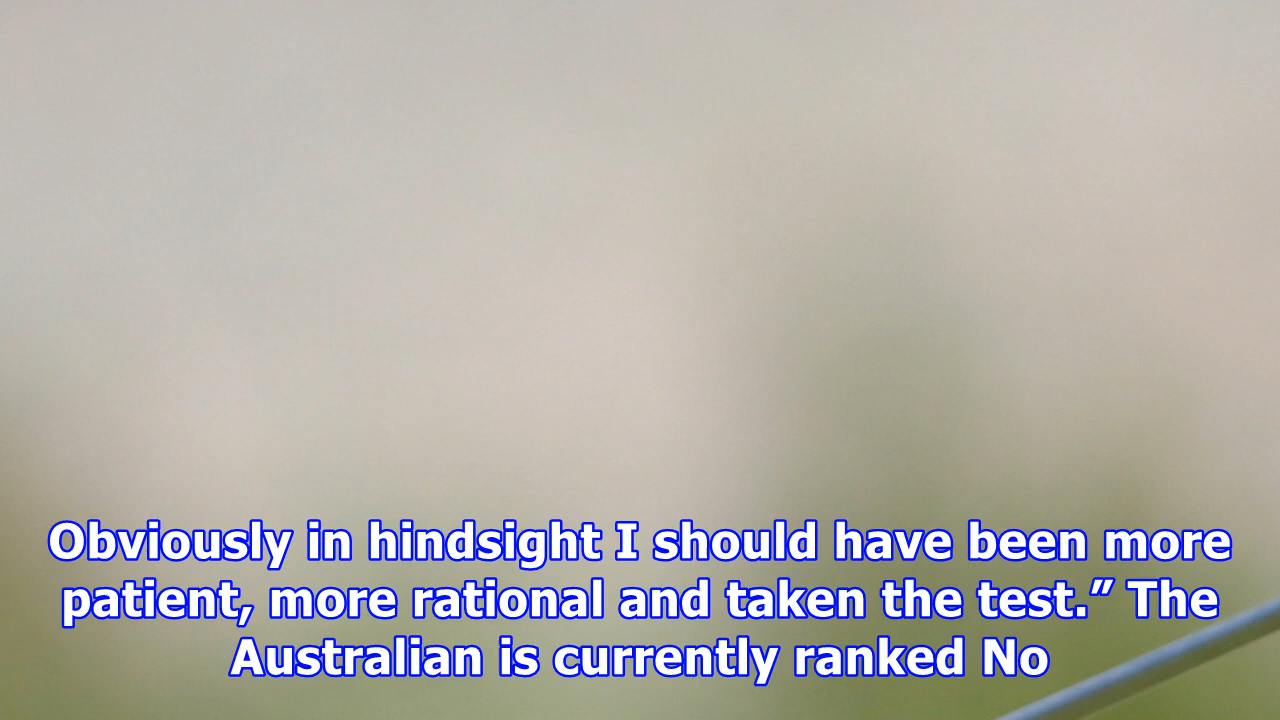 Obviously in hindsight I should have been more
patient, more rational and taken the test.” The
Australian is currently ranked No